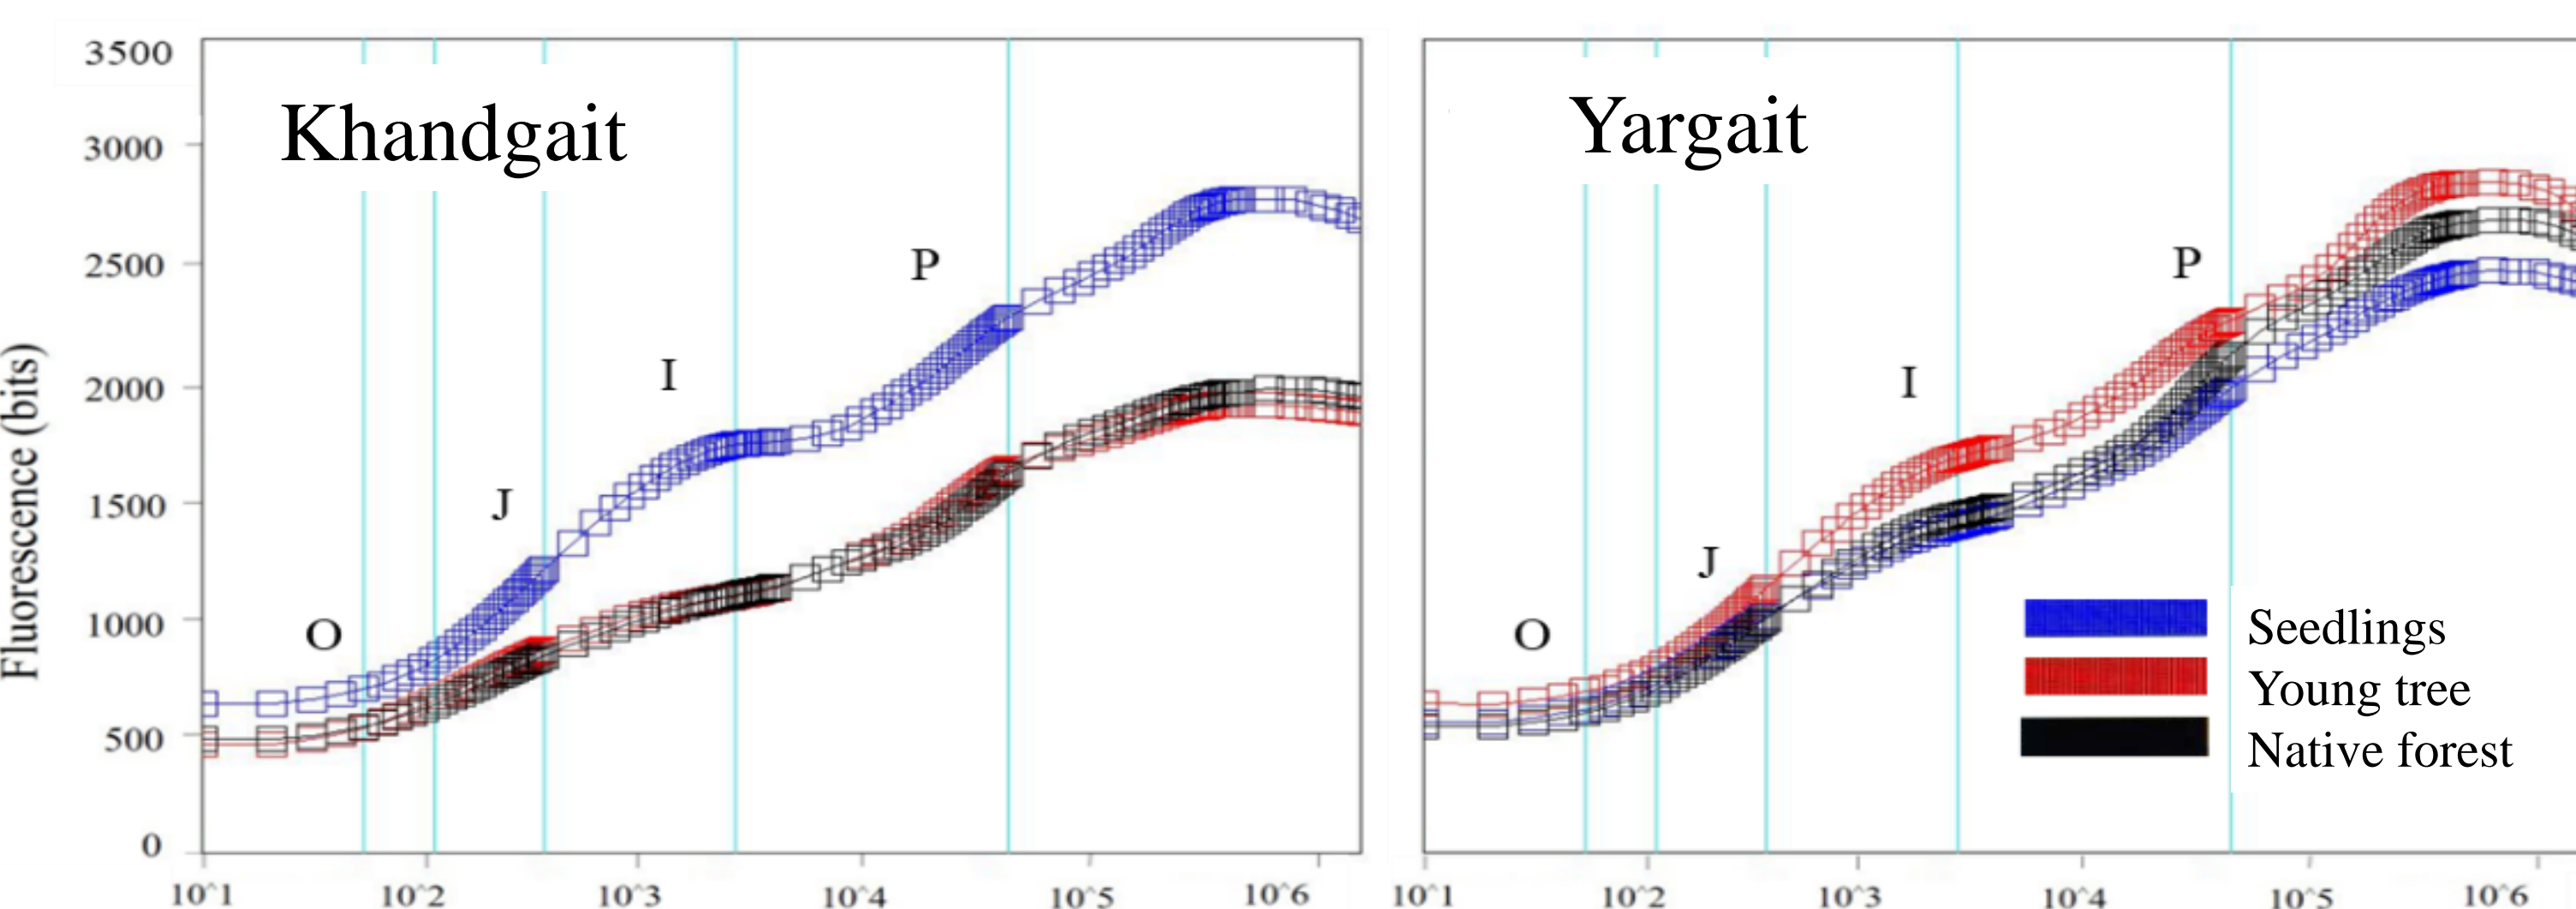 Fluorescence (bits)
3500
3000
2500
2000
1500
1000
500
0
Khandgait
O
J
I
P
10^1 10^2 10^3 10^4 10^5 10^6
Yargait
O
J
I
P
Seedlings
Young tree
Native forest
10^1 10^2 10^3 10^4 10^5 10^6